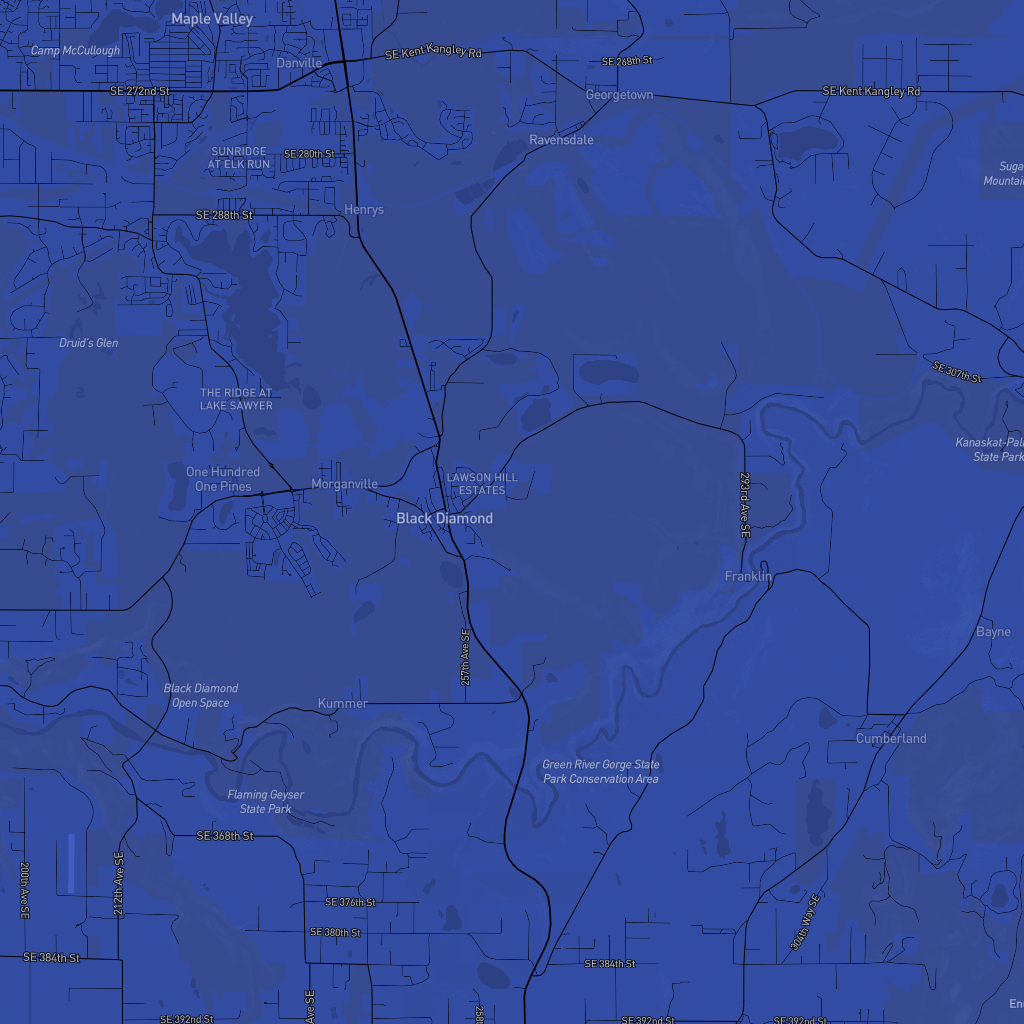 Maple Valley
Camp McCullough
SE Kent Kangley Rd
Danville
SE 268th St
SE 272nd St
Georgetown
SE Kent Kangley Rd
Ravensdale
SUNRIDGE
AT ELK RUN
SE 280th St
Suga
Mountain
Henrys
SE 288th St
Druid's Glen
SE 307th St
THE RIDGE AT
LAKE SAWYER
Kanaskat-Pal
State Park
One Hundred
One Pines
Morganville
LAWSON HILL
ESTATES
293rd Ave SE
Black Diamond
Franklin
Bayne
257th Ave SE
Black Diamond
Open Space
Kummer
Cumberland
Green River Gorge State
Park Conservation Area
Flaming Geyser
State Park
SE 368th St
200th Ave SE
212th Ave SE
SE 376th St
304th Way SE
SE 380th St
SE 384th St
SE 384th St
Ave SE
258t
En
SE 392nd St
SE 392nd St
SE 392nd St